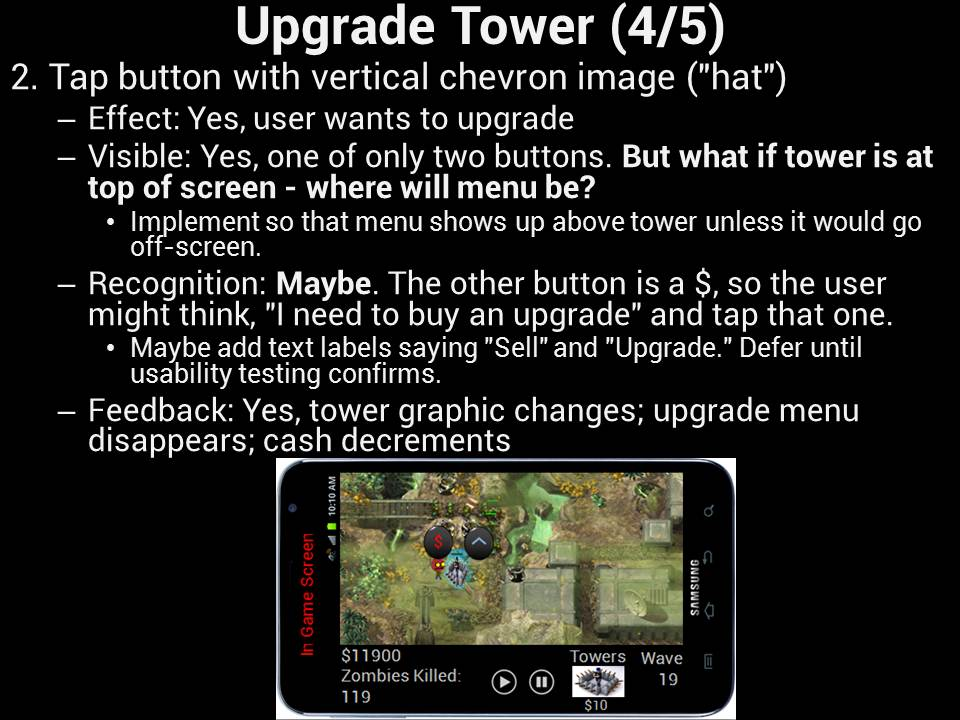 Upgrade Tower (4/5)
2. Tap button with vertical chevron image ("hat")
– Effect: Yes, user wants to upgrade
– Visible: Yes, one of only two buttons. But what if tower is at
top of screen - where will menu be?
• Implement so that menu shows up above tower unless it would go
off-screen.
– Recognition: Maybe. The other button is a $, so the user
might think, "I need to buy an upgrade" and tap that one.
• Maybe add text labels saying "Sell" and "Upgrade." Defer until
usability testing confirms.
– Feedback: Yes, tower graphic changes; upgrade menu
disappears; cash decrements
10:10 AM
In Game Screen
$
SAMSUNG
$11900
Zombies Killed:
119
Towers
$10
Wave
19